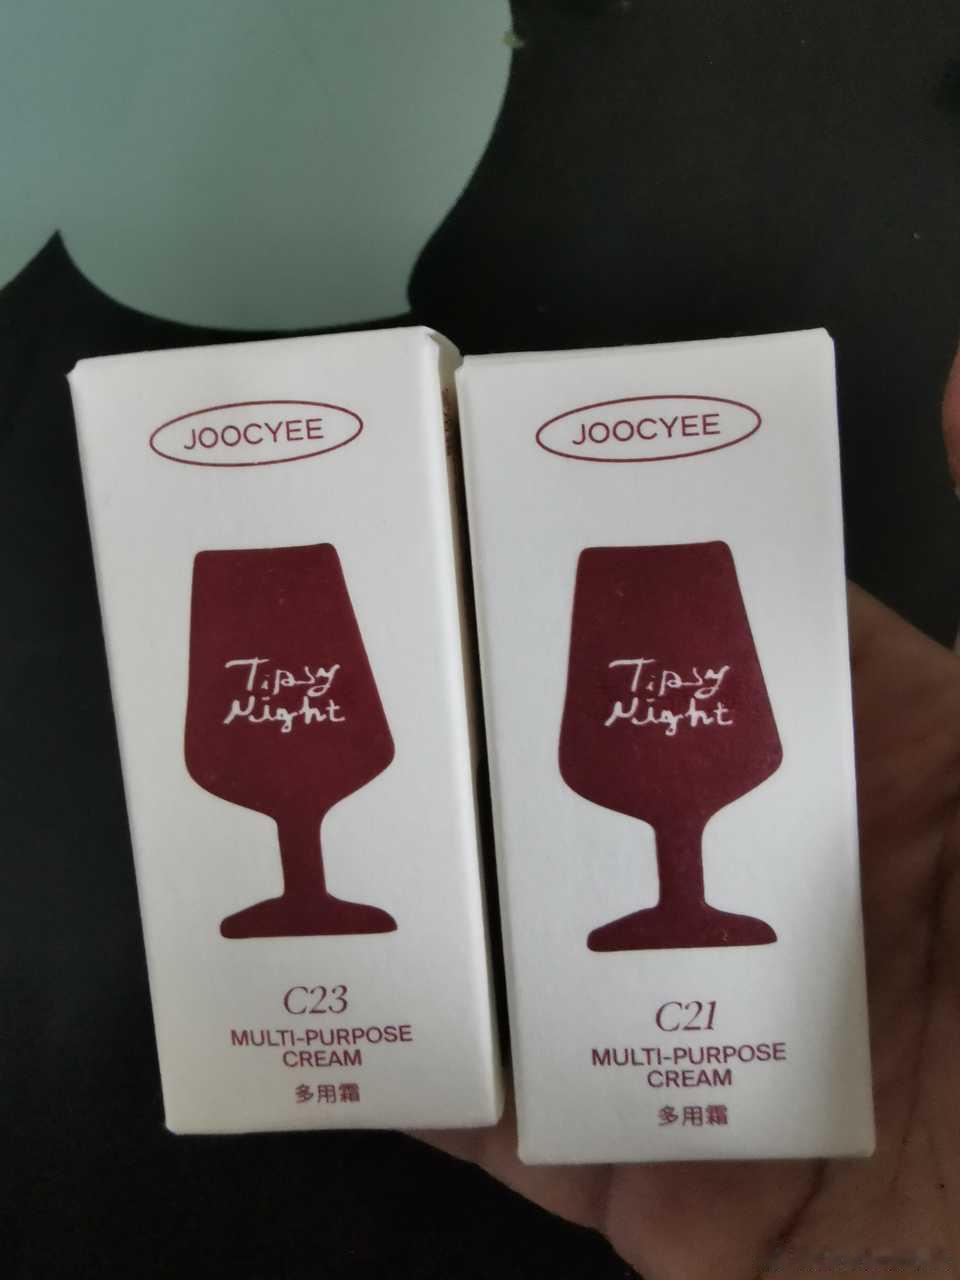 JOOCYEE
Tipsy
Night
C23
MULTI-PURPOSE
CREAM
多用霜
JOOCYEE
Tipsy
Night
C21
MULTI-PURPOSE
CREAM
多用霜